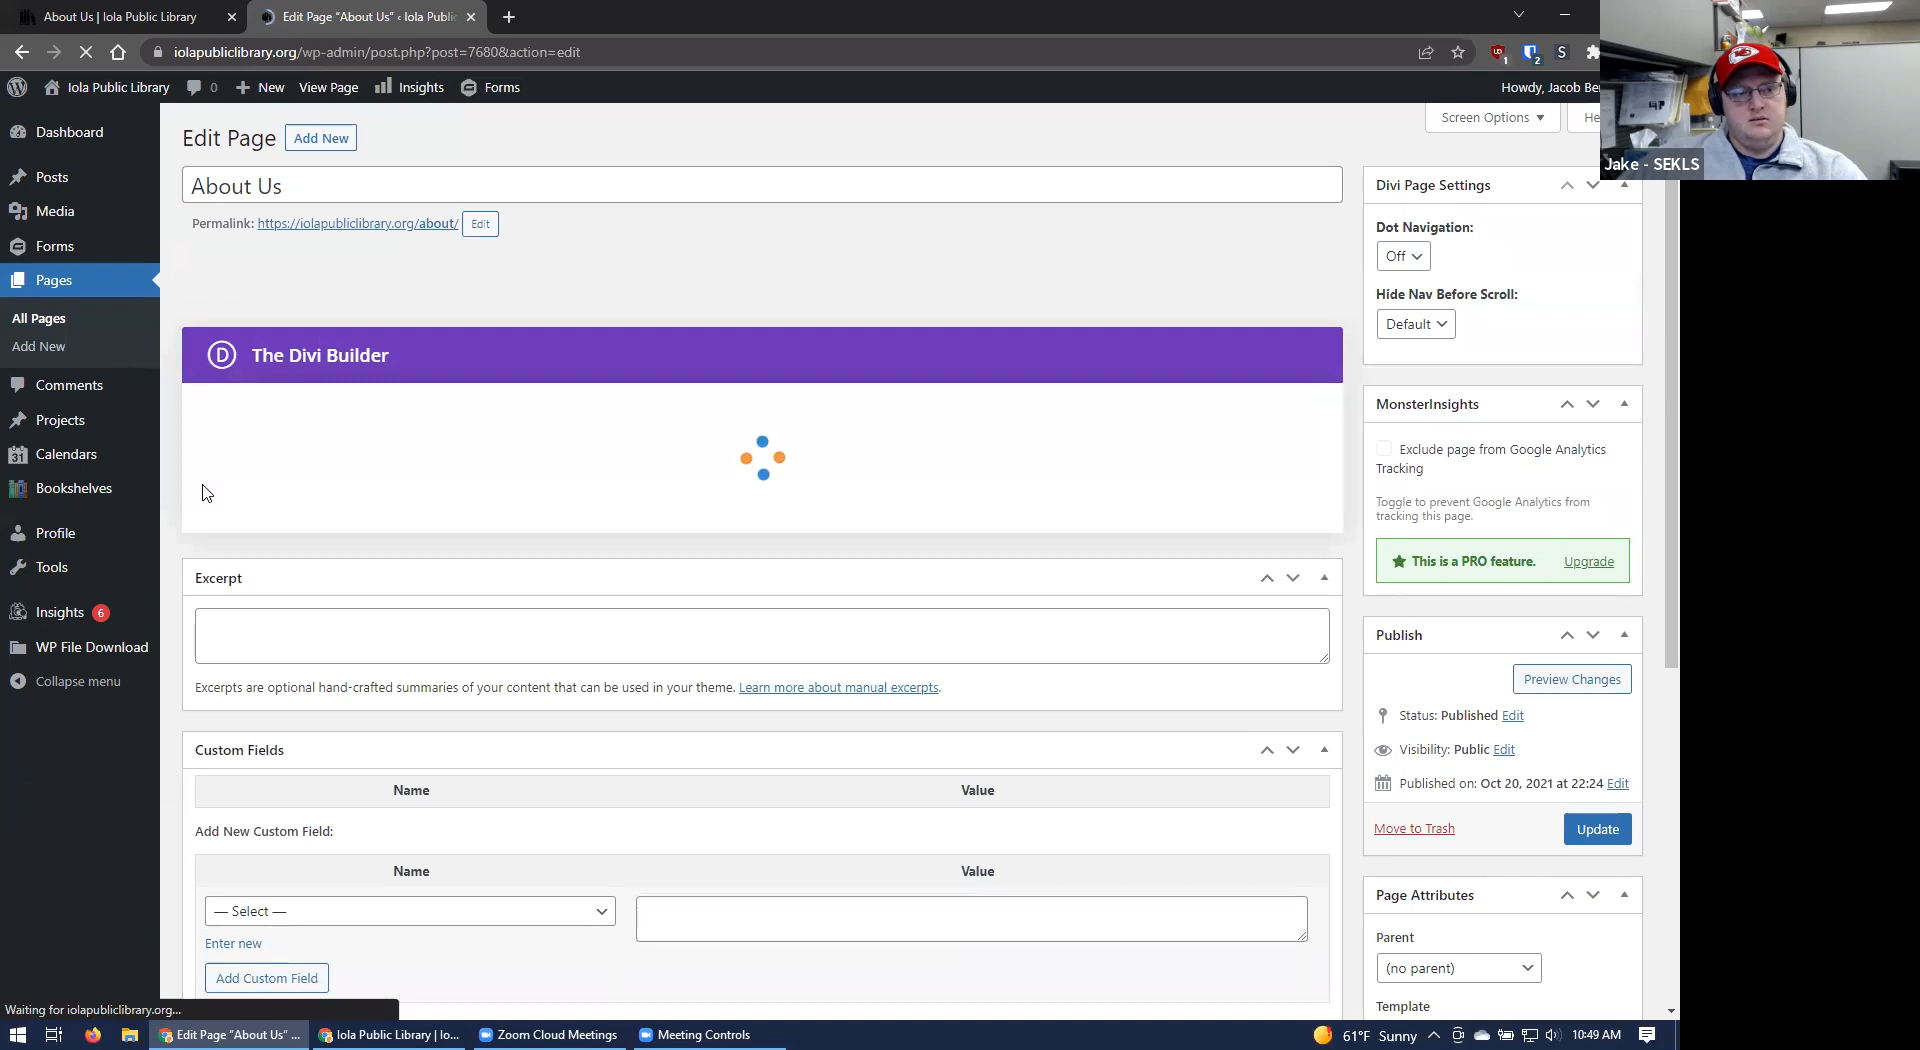 About Us | Iola Public Library
Edit Page “About Us” ‹ Iola Public
iolapubliclibrary.org/wp-admin/post.php?post=7680&action=edit
1
2
S
Iola Public Library
0
New
View Page
Insights
Forms
Howdy, Jacob Be
Jake - SEKLS
Dashboard
Posts
Media
Forms
Pages
All Pages
Add New
Comments
Projects
31
Calendars
Bookshelves
Profile
Tools
Insights
6
WP File Download
Collapse menu
Edit Page
Add New
Screen Options
He
About Us
Permalink: https://iolapubliclibrary.org/about/
Edit
D
The Divi Builder
Excerpt
Excerpts are optional hand-crafted summaries of your content that can be used in your theme. Learn more about manual excerpts.
Custom Fields
Name Value
Add New Custom Field:
Name Value
— Select —
Enter new
Add Custom Field
Divi Page Settings
Dot Navigation:
Off
Hide Nav Before Scroll:
Default
MonsterInsights
Exclude page from Google Analytics
Tracking
Toggle to prevent Google Analytics from
tracking this page.
This is a PRO feature. Upgrade
Publish
Preview Changes
Status: Published Edit
Visibility: Public Edit
Published on: Oct 20, 2021 at 22:24 Edit
Move to Trash
Update
Page Attributes
Parent
(no parent)
Template
Waiting for iolapubliclibrary.org...
Edit Page “About Us” ...
Iola Public Library | Io...
Zoom Cloud Meetings
Meeting Controls
61°F Sunny
10:49 AM